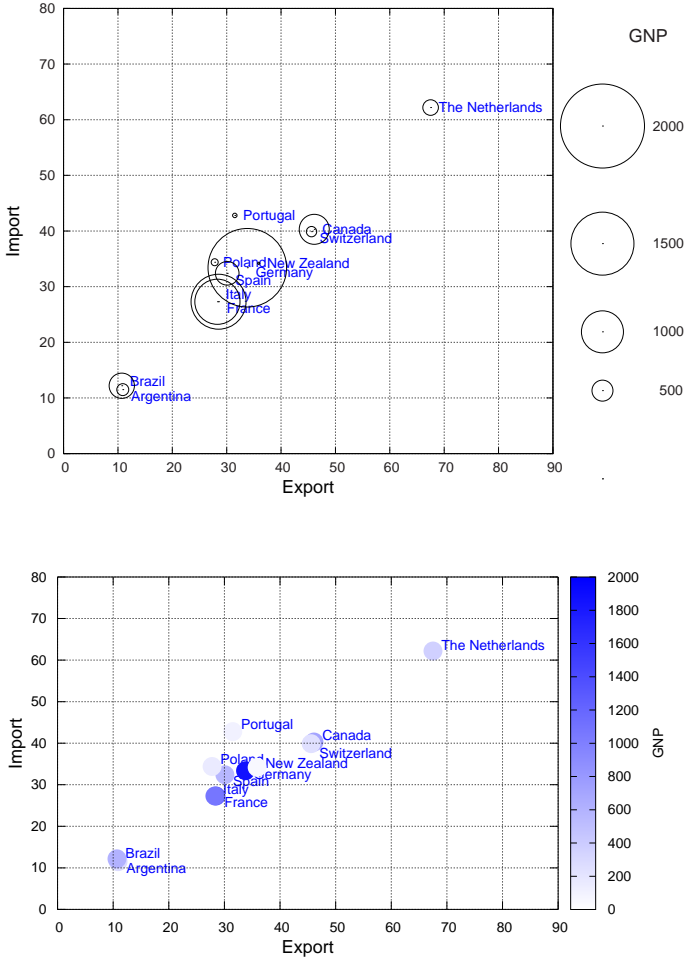 80
GNP
70
The Netherlands
60
2000
50
Portugal
40
Canada
Switzerland
1500
Import
Poland
New Zealand
Germany
30
Spain
Italy
France
1000
20
Brazil
Argentina
500
10
0
0 10 20 30 40 50 60 70 80 90
Export
80
2000
70
1800
The Netherlands
60
1600
50
1400
Portugal
Canada
1200
40
Switzerland
Import
Poland
New Zealand
Germany
1000
GNP
30
Spain
Italy
France
800
20
600
Brazil
Argentina
400
10
200
0
0
0 10 20 30 40 50 60 70 80 90
Export